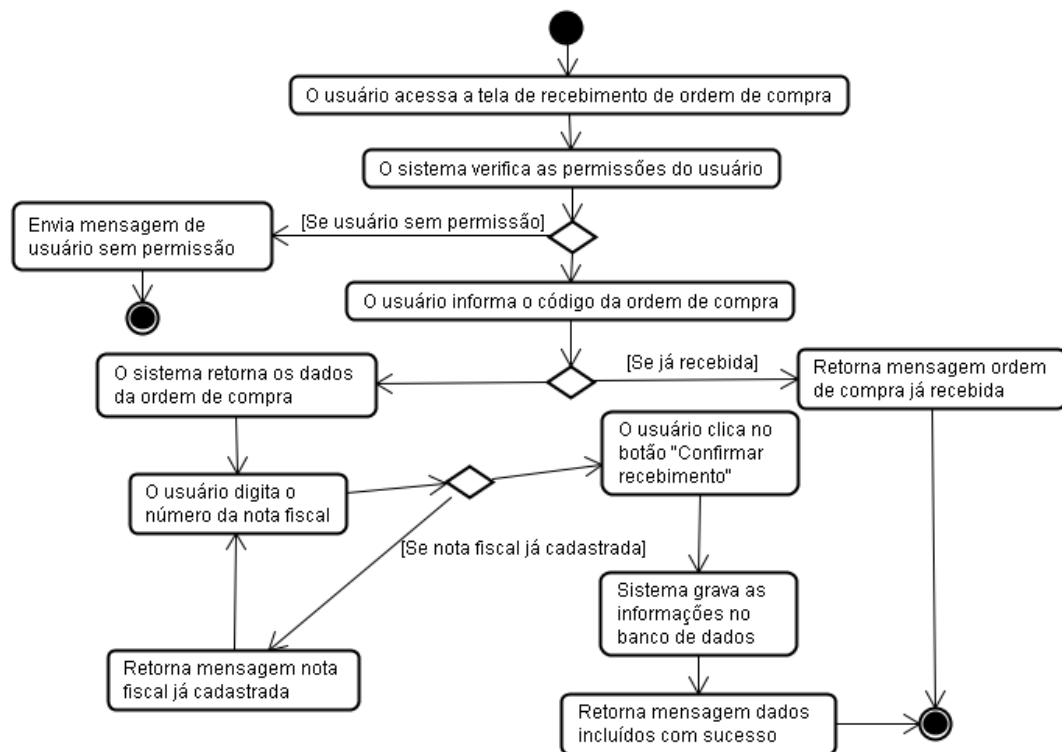 O usuário acessa a tela de recebimento de ordem de compra
O sistema verifica as permissões do usuário
[Se usuário sem permissão]
Envia mensagem de
usuário sem permissão
O usuário informa o código da ordem de compra
[Se já recebida]
Retorna mensagem ordem
de compra já recebida
O sistema retorna os dados
da ordem de compra
O usuário digita o
número da nota fiscal
O usuário clica no
botão "Confirmar
recebimento"
[Se nota fiscal já cadastrada]
Retorna mensagem nota
fiscal já cadastrada
Sistema grava as
informações no
banco de dados
Retorna mensagem dados
incluídos com sucesso